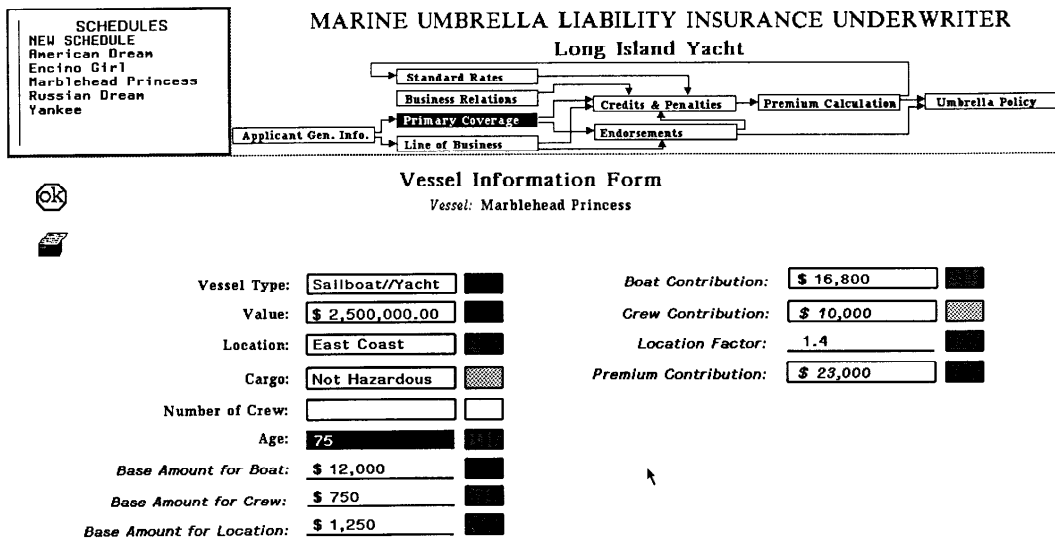 SCHEDULES
NEW SCHEDULE
American Dream
Encino Girl
Marblehead Princess
Russian Dream
Yankee
MARINE UMBRELLA LIABILITY INSURANCE UNDERWRITER
Long Island Yacht
Standard Rates
Business Relations
Credits & Penalties
Premium Calculation
Umbrella Policy
Primary Coverage
Applicant Gen. Info.
Endorsements
Line of Business
Vessel Information Form
ok
Vessel: Marblehead Princess
Vessel Type: Sailboat//Yacht
Value: $ 2,500,000.00
Location: East Coast
Cargo: Not Hazardous
Number of Crew:
Age: 75
Base Amount for Boat: $ 12,000
Base Amount for Crew: $ 750
Base Amount for Location: $ 1,250
Boat Contribution: $ 16,800
Crew Contribution: $ 10,000
Location Factor: 1.4
Premium Contribution: $ 23,000